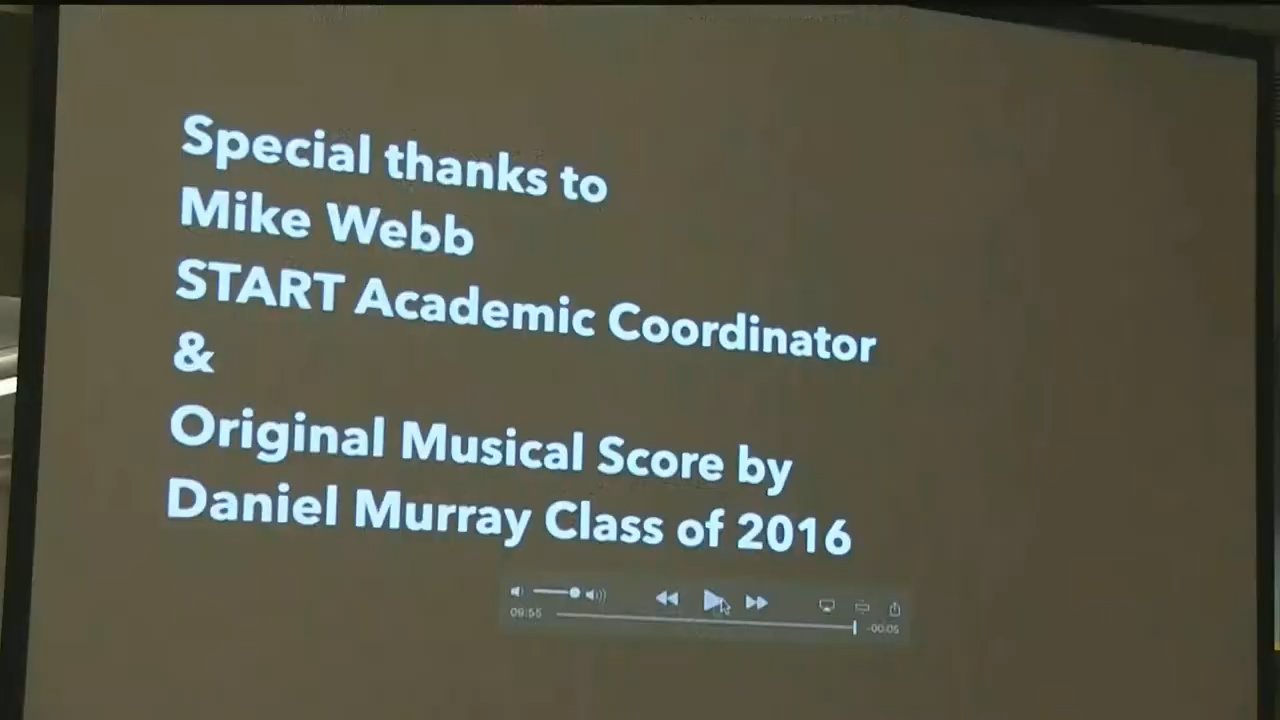 Special thanks to
Mike Webb
START Academic Coordinator
&
Original Musical Score by
Daniel Murray Class of 2016
09:55
-00:05